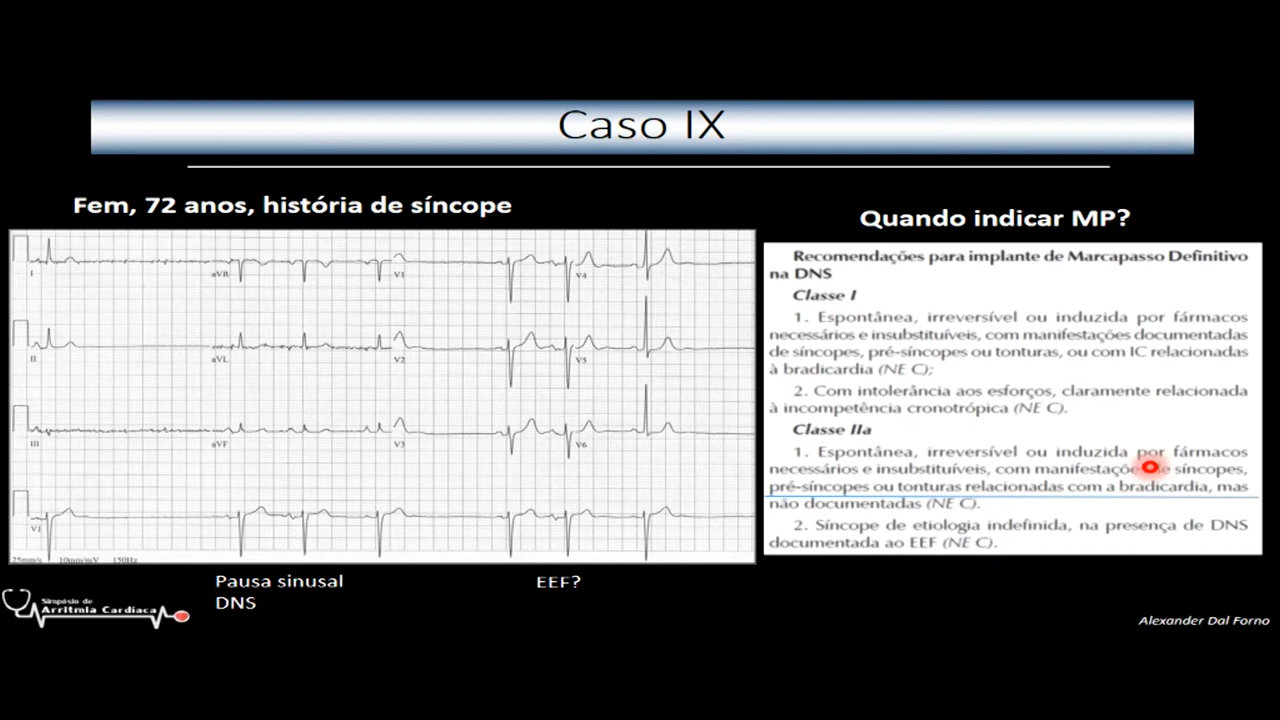 Caso IX
Fem, 72 anos, história de síncope
I
aVR
V1
V4
II
aVL
V2
V5
III
aVF
V3
V6
V1
25mm/s 10mm/mV 150Hz
Pausa sinusal
DNS
EEF?
Quando indicar MP?
Recomendações para implante de Marcapasso Definitivo
na DNS
Classe I
1. Espontânea, irreversível ou induzida por fármacos
necessários e insubstituíveis, com manifestações documentadas
de síncopes, pré-síncopes ou tonturas, ou com IC relacionadas
à bradicardia (NE C);
2. Com intolerância aos esforços, claramente relacionada
à incompetência cronotrópica (NE C).
Classe IIa
1. Espontânea, irreversível ou induzida por fármacos
necessários e insubstituíveis, com síncopes,
pré-síncopes ou tonturas relacionadas com a bradicardia, mas
não documentadas (NE C).
2. Síncope de etiologia indefinida, na presença de DNS
documentada ao EEF (NE C).
Simpósio de
Arritmia Cardíaca
Alexander Dal Forno